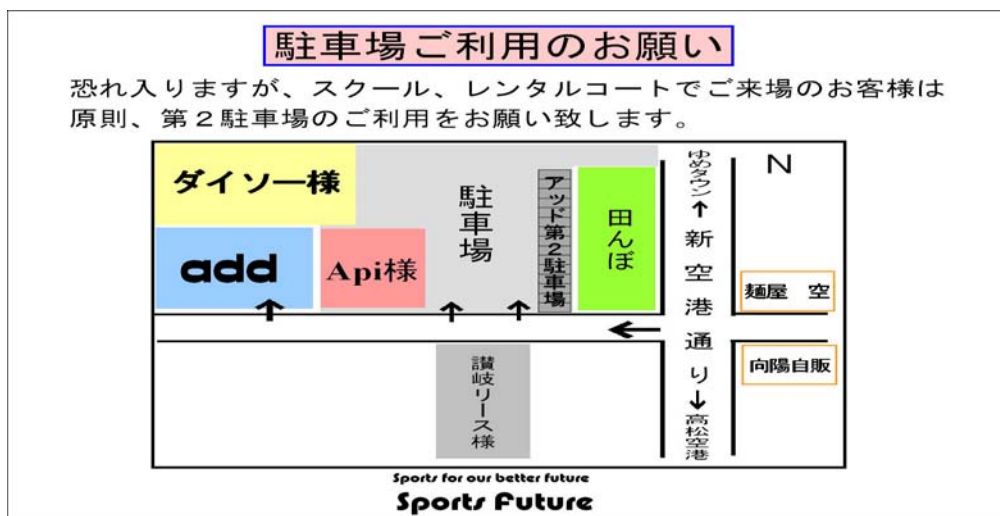 駐車場ご利用のお願い
恐れ入りますが、スクール、レンタルコートでご来場のお客様は
原則、第２駐車場のご利用をお願い致します。
ダイソー様
add
Api様
駐車場
アッド第２駐車場
田んぼ
ゆめタウン↑新空港通り↓高松空港
N
麺屋　空
向陽自販
讃岐リース様
Sports for our better future
Sports Future